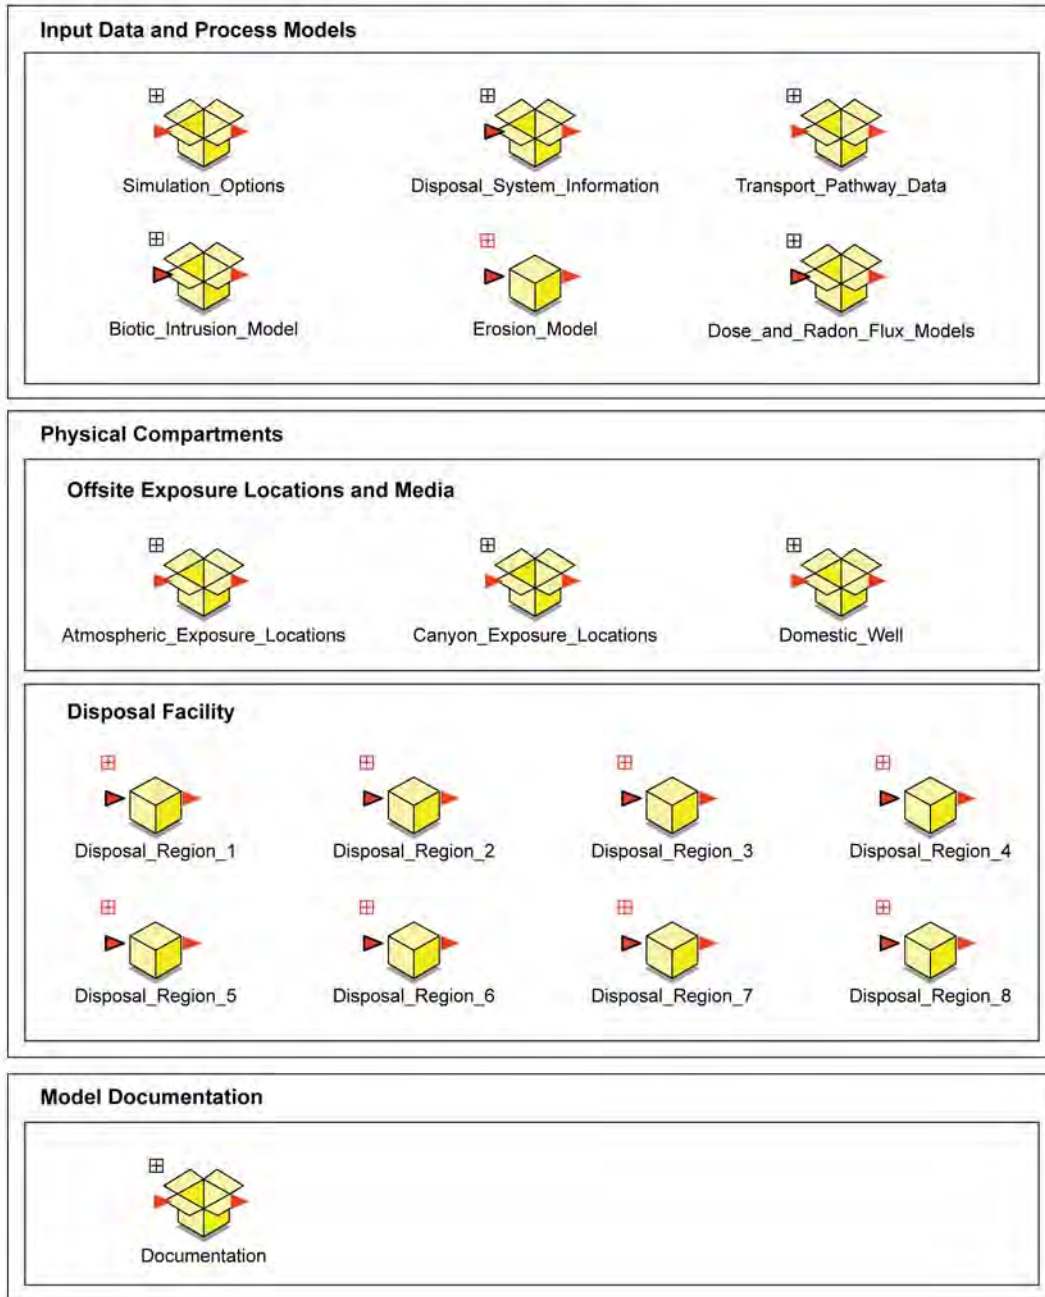 Input Data and Process Models
Simulation_Options
Disposal_System_Information
Transport_Pathway_Data
Biotic_Intrusion_Model
Erosion_Model
Dose_and_Radon_Flux_Models
Physical Compartments
Offsite Exposure Locations and Media
Atmospheric_Exposure_Locations
Canyon_Exposure_Locations
Domestic_Well
Disposal Facility
Disposal_Region_1
Disposal_Region_2
Disposal_Region_3
Disposal_Region_4
Disposal_Region_5
Disposal_Region_6
Disposal_Region_7
Disposal_Region_8
Model Documentation
Documentation